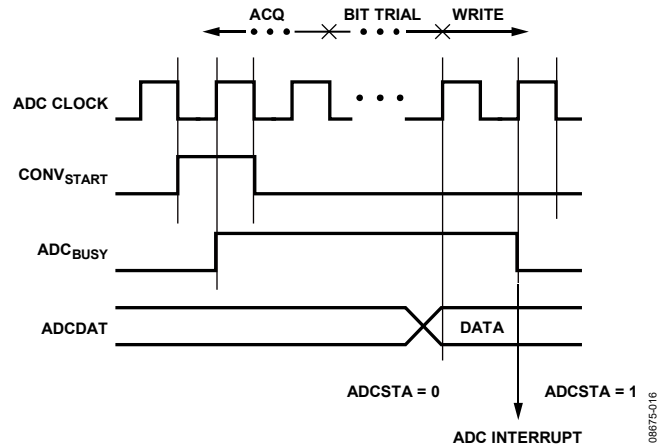 ACQ BIT TRIAL WRITE
ADC CLOCK
CONVSTART
ADCBUSY
ADCDAT DATA
ADCSTA = 0 ADCSTA = 1
ADC INTERRUPT
08675-016